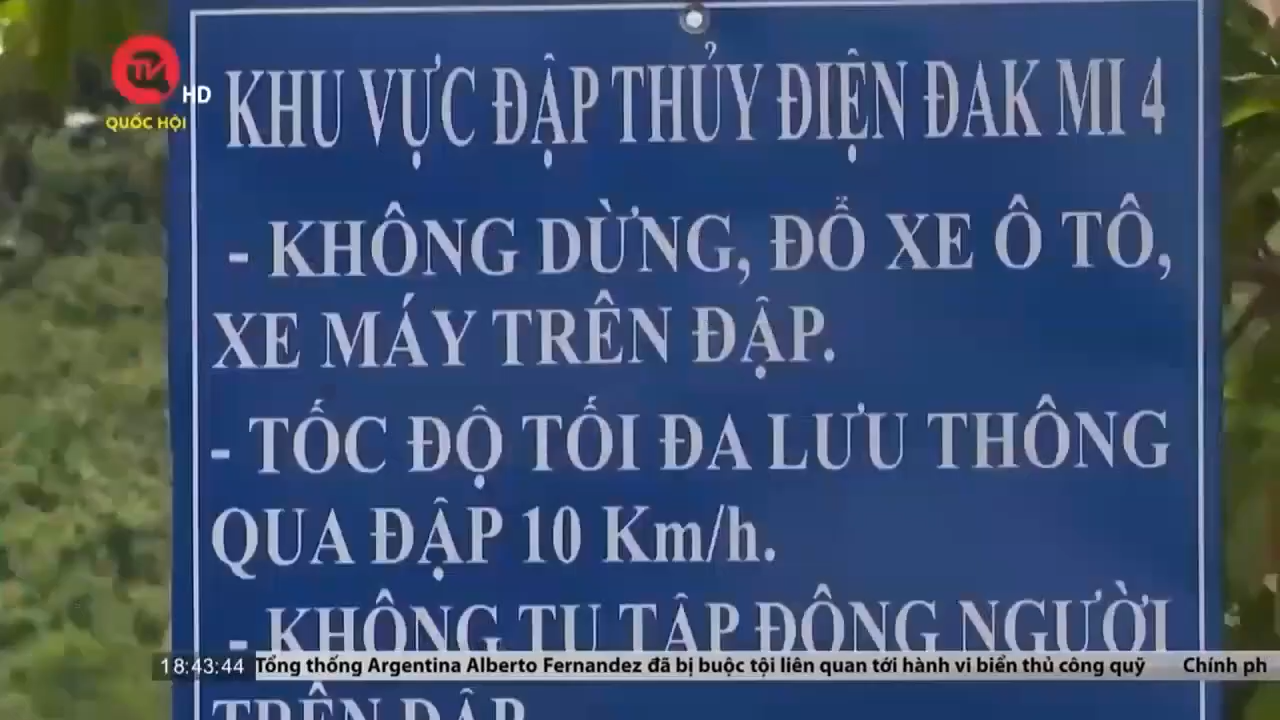 TV
HD
QUỐC HỘI
KHU VỰC ĐẬP THỦY ĐIỆN ĐAK MI 4
- KHÔNG DỪNG, ĐỖ XE Ô TÔ,
XE MÁY TRÊN ĐẬP.
- TỐC ĐỘ TỐI ĐA LƯU THÔNG
QUA ĐẬP 10 Km/h.
- KHÔNG TỤ TẬP ĐÔNG NGƯỜI
TRÊN ĐẬP
18:43:44 Tổng thống Argentina Alberto Fernandez đã bị buộc tội liên quan tới hành vi biển thủ công quỹ Chính ph